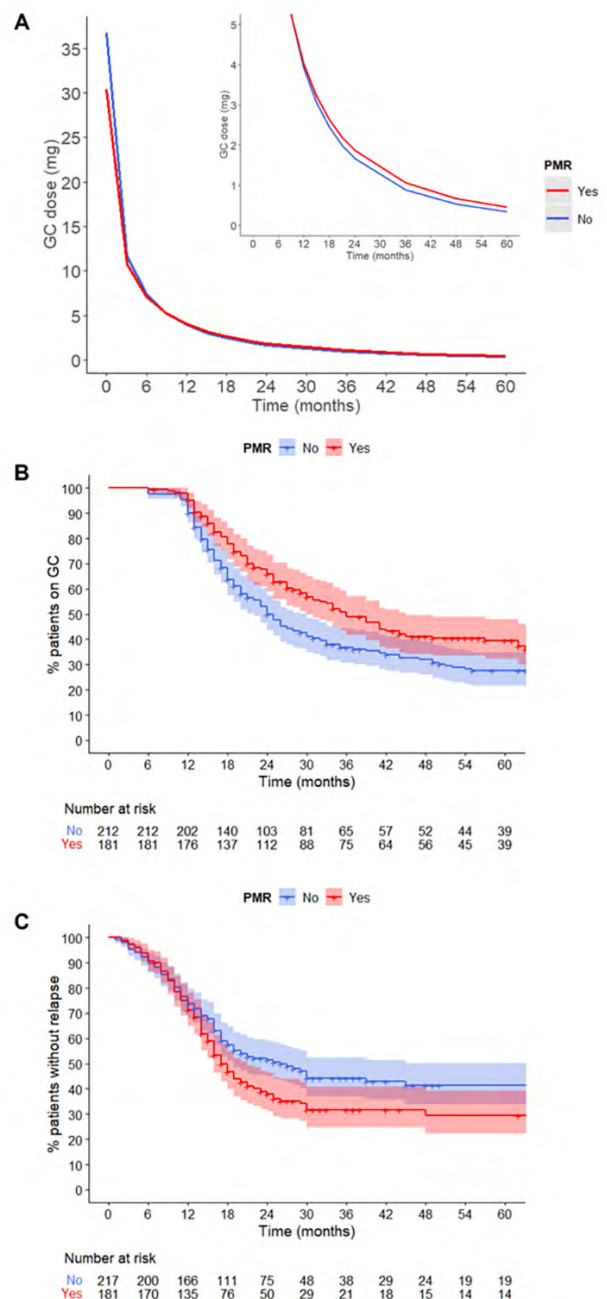 A
35
30
25
20
15
10
5
0
GC dose (mg)
0 6 12 18 24 30 36 42 48 54 60
Time (months)
5
4
3
2
1
0
GC dose (mg)
0 6 12 18 24 30 36 42 48 54 60
Time (months)
PMR
Yes
No
PMR No Yes
B
100
90
80
70
60
50
40
30
20
10
0
% patients on GC
0 6 12 18 24 30 36 42 48 54 60
Time (months)
Number at risk
No 212 212 202 140 103 81 65 57 52 44 39
Yes 181 181 176 137 112 88 75 64 56 45 39
PMR No Yes
C
100
90
80
70
60
50
40
30
20
10
0
% patients without relapse
0 6 12 18 24 30 36 42 48 54 60
Time (months)
Number at risk
No 217 200 166 111 75 48 38 29 24 19 19
Yes 181 170 135 76 50 29 21 18 15 14 14